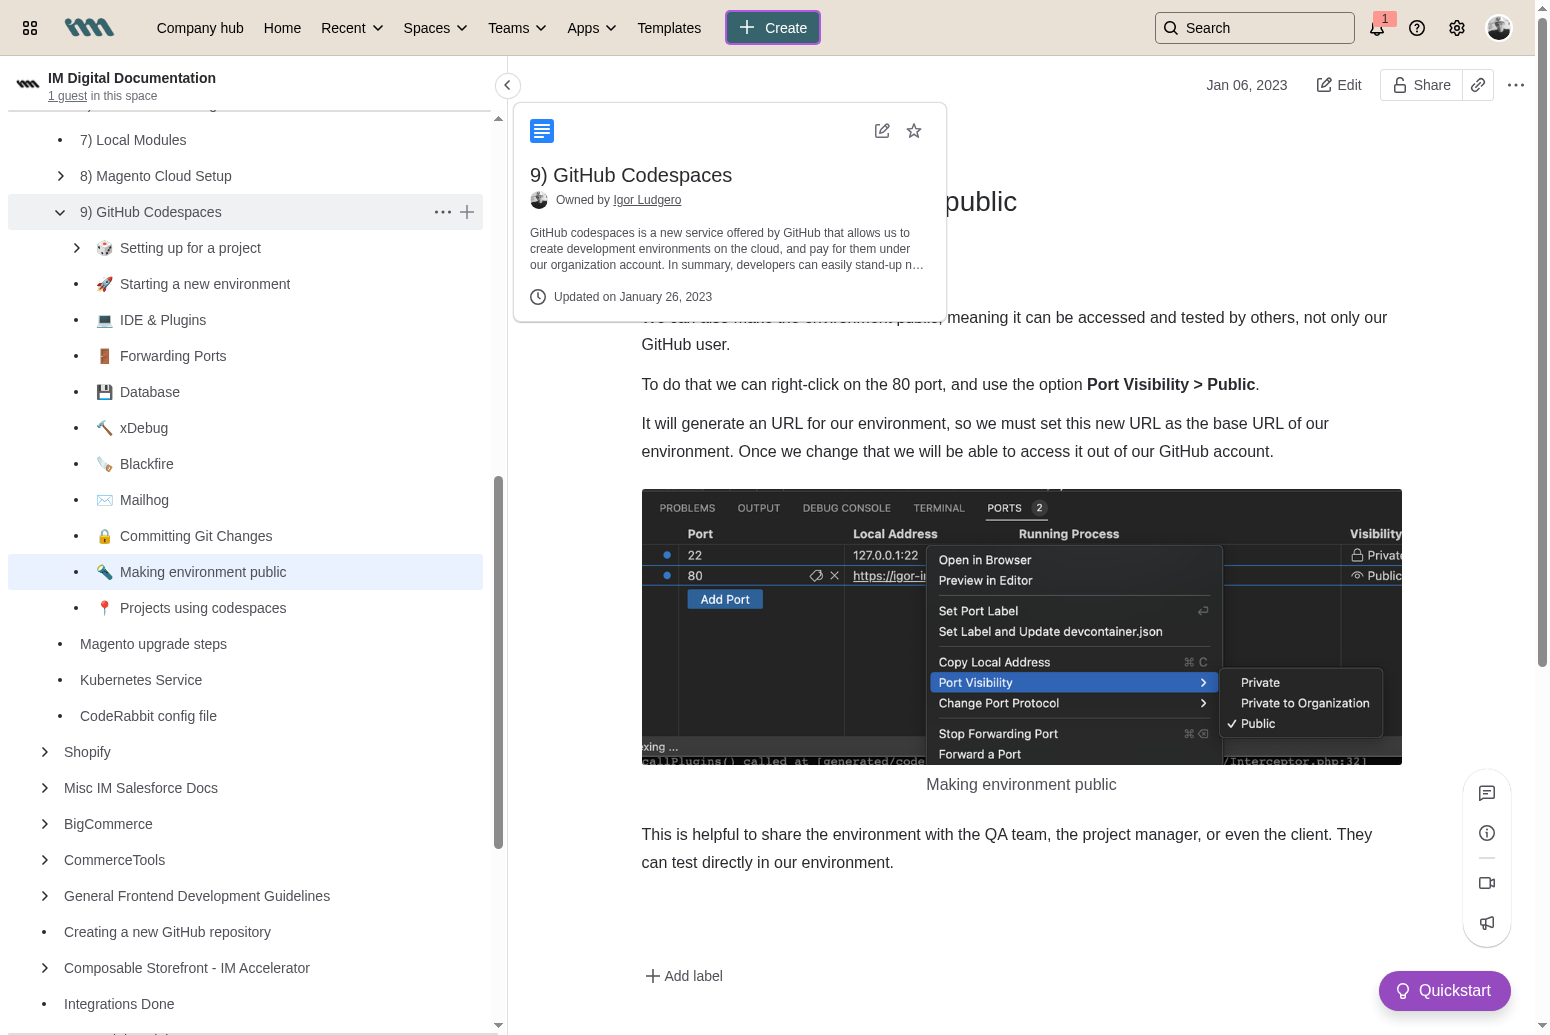 Company hub Home Recent Spaces Teams Apps Templates Create Search 1
IM Digital Documentation
1 guest in this space
7) Local Modules
8) Magento Cloud Setup
9) GitHub Codespaces
Setting up for a project
Starting a new environment
IDE & Plugins
Forwarding Ports
Database
xDebug
Blackfire
Mailhog
Committing Git Changes
Making environment public
Projects using codespaces
Magento upgrade steps
Kubernetes Service
CodeRabbit config file
Shopify
Misc IM Salesforce Docs
BigCommerce
CommerceTools
General Frontend Development Guidelines
Creating a new GitHub repository
Composable Storefront - IM Accelerator
Integrations Done
Jan 06, 2023 Edit Share
9) GitHub Codespaces
Owned by Igor Ludgero
GitHub codespaces is a new service offered by GitHub that allows us to
create development environments on the cloud, and pay for them under
our organization account. In summary, developers can easily stand-up n…
Updated on January 26, 2023
public
We can also make the environment public, meaning it can be accessed and tested by others, not only our
GitHub user.
To do that we can right-click on the 80 port, and use the option Port Visibility > Public.
It will generate an URL for our environment, so we must set this new URL as the base URL of our
environment. Once we change that we will be able to access it out of our GitHub account.
PROBLEMS OUTPUT DEBUG CONSOLE TERMINAL PORTS 2
Port Local Address Running Process Visibility
22 127.0.0.1:22 Private
80 https://igor-i Public
Add Port
Open in Browser
Preview in Editor
Set Port Label
Set Label and Update devcontainer.json
Copy Local Address ⌘ C
Port Visibility
Change Port Protocol
Stop Forwarding Port ⌘
Forward a Port
Private
Private to Organization
✓ Public
exing ...
callPlugins() called at [generated/code /Interceptor.php:32]
Making environment public
This is helpful to share the environment with the QA team, the project manager, or even the client. They
can test directly in our environment.
Add label
Quickstart